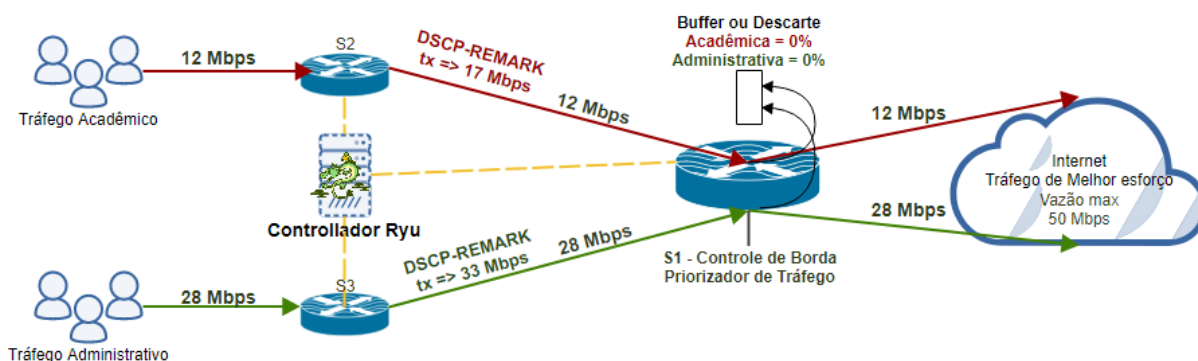 Buffer ou Descarte
Acadêmica = 0%
Administrativa = 0%
S2
12 Mbps
DSCP-REMARK
tx => 17 Mbps
12 Mbps
12 Mbps
Tráfego Acadêmico
Internet
Tráfego de Melhor esforço
Vazão max
50 Mbps
Controllador Ryu
28 Mbps
DSCP-REMARK
tx => 33 Mbps
28 Mbps
S1 - Controle de Borda
Priorizador de Tráfego
S3
28 Mbps
Tráfego Administrativo